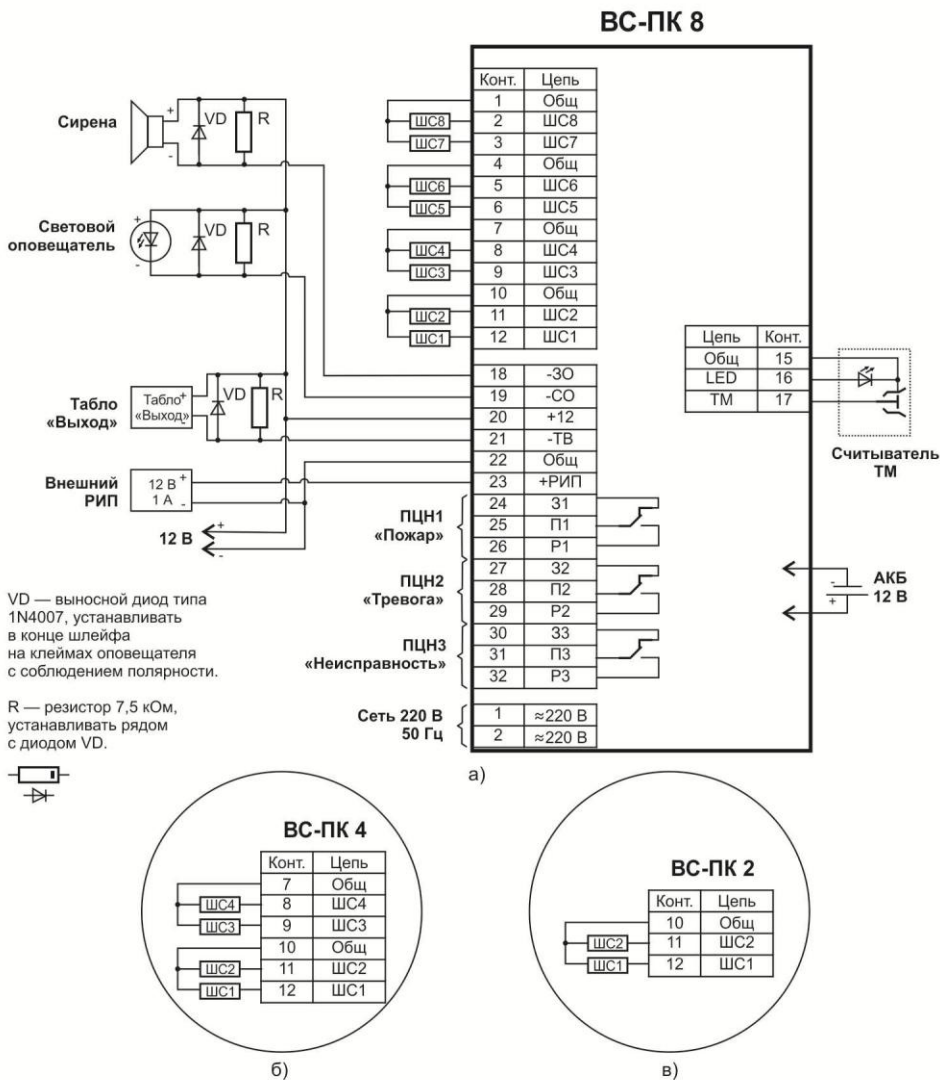 ВС-ПК 8
Конт. Цепь
1 Общ
2 ШС8
3 ШС7
4 Общ
5 ШС6
6 ШС5
7 Общ
8 ШС4
9 ШС3
10 Общ
11 ШС2
12 ШС1
ШС8
ШС7
ШС6
ШС5
ШС4
ШС3
ШС2
ШС1
18 -ЗО
19 -СО
20 +12
21 -ТВ
22 Общ
23 +РИП
24 З1
25 П1
26 Р1
27 З2
28 П2
29 Р2
30 З3
31 П3
32 Р3
1 ≈220 В
2 ≈220 В
Сирена
+
-
VD R
Световой
оповещатель
+
-
VD R
Табло
«Выход»
Табло+
«Выход»-
VD R
Внешний
РИП
12 В +
1 А -
12 В
+
-
ПЦН1
«Пожар»
ПЦН2
«Тревога»
ПЦН3
«Неисправность»
Сеть 220 В
50 Гц
Цепь Конт.
Общ 15
LED 16
TM 17
Считыватель
ТМ
-
+
АКБ
12 В
VD — выносной диод типа
1N4007, устанавливать
в конце шлейфа
на клеймах оповещателя
с соблюдением полярности.
R — резистор 7,5 кОм,
устанавливать рядом
с диодом VD.
а)
ВС-ПК 4
Конт. Цепь
7 Общ
8 ШС4
9 ШС3
10 Общ
11 ШС2
12 ШС1
ШС4
ШС3
ШС2
ШС1
б)
ВС-ПК 2
Конт. Цепь
10 Общ
11 ШС2
12 ШС1
ШС2
ШС1
в)